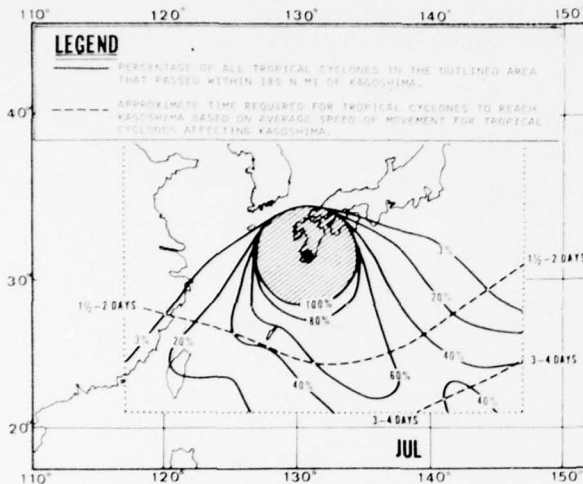 110° 120° 130° 140° 150°
LEGEND
PERCENTAGE OF ALL TROPICAL CYCLONES IN THE OUTLINED AREA
THAT PASSED WITHIN 180 N MI OF KAGOSHIMA.
APPROXIMATE TIME REQUIRED FOR TROPICAL CYCLONES TO REACH
KAGOSHIMA BASED ON AVERAGE SPEED OF MOVEMENT FOR TROPICAL
CYCLONES AFFECTING KAGOSHIMA.
40°
3%
1½-2 DAYS
30°
100%
20%
1½-2 DAYS
80%
3%
20%
40%
60%
3-4 DAYS
40%
40%
3-4 DAYS
20°
JUL
110° 120° 130° 140° 150°